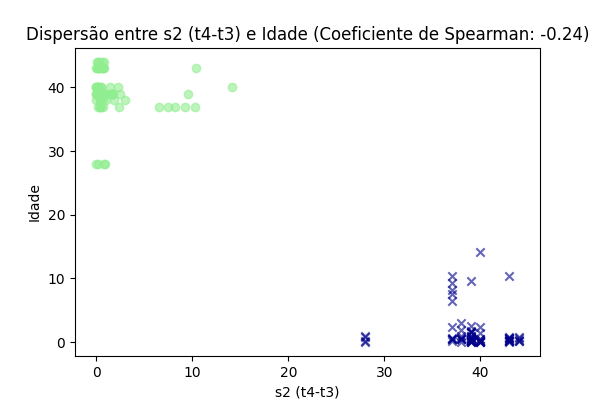 Dispersão entre s2 (t4-t3) e Idade (Coeficiente de Spearman: -0.24)
40
30
20
10
0
Idade
0 10 20 30 40
s2 (t4-t3)